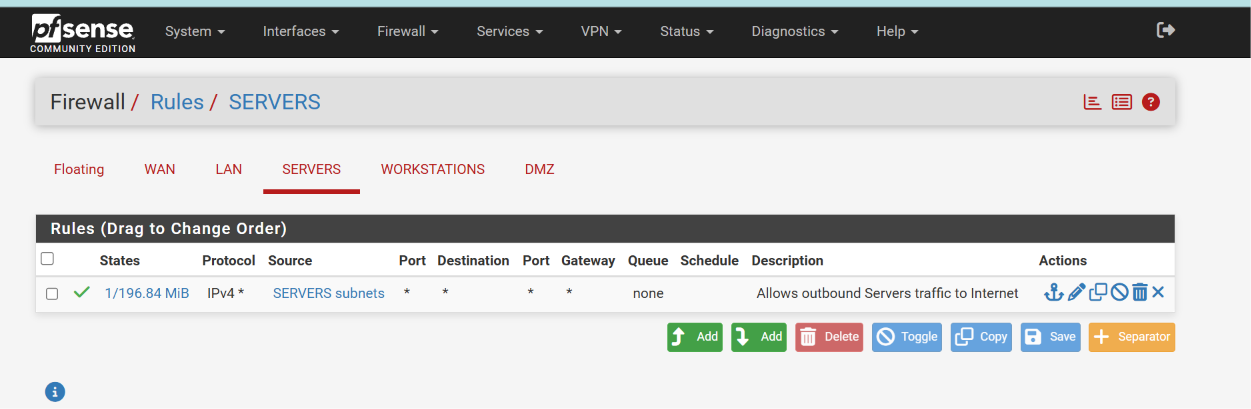 pfsense System Interfaces Firewall Services VPN Status Diagnostics Help
COMMUNITY EDITION
Firewall / Rules / SERVERS
Floating WAN LAN SERVERS WORKSTATIONS DMZ
Rules (Drag to Change Order)
States Protocol Source Port Destination Port Gateway Queue Schedule Description Actions
1/196.84 MiB IPv4 * SERVERS subnets * * * * none Allows outbound Servers traffic to Internet
Add Add Delete Toggle Copy Save Separator